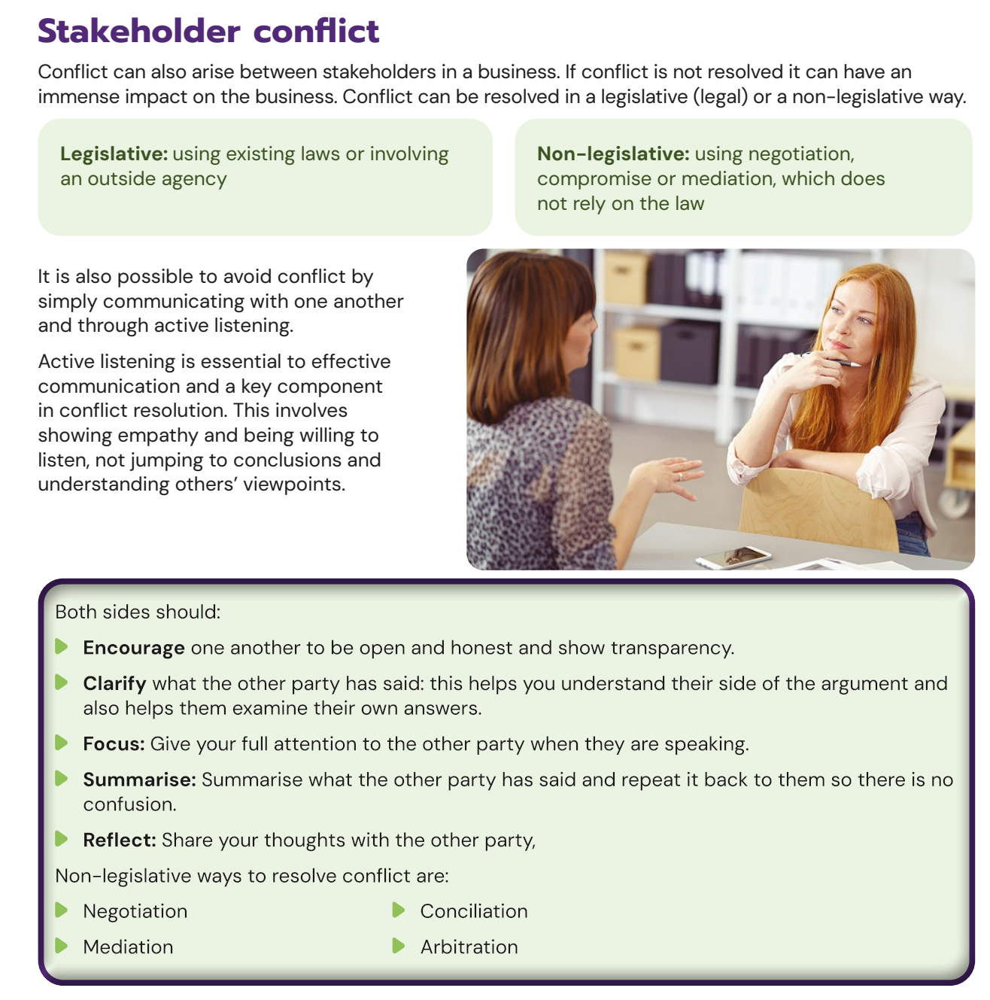 Stakeholder conflict
Conflict can also arise between stakeholders in a business. If conflict is not resolved it can have an
immense impact on the business. Conflict can be resolved in a legislative (legal) or a non-legislative way.
Legislative: using existing laws or involving
an outside agency
Non-legislative: using negotiation,
compromise or mediation, which does
not rely on the law
It is also possible to avoid conflict by
simply communicating with one another
and through active listening.
Active listening is essential to effective
communication and a key component
in conflict resolution. This involves
showing empathy and being willing to
listen, not jumping to conclusions and
understanding others’ viewpoints.
Both sides should:
Encourage one another to be open and honest and show transparency.
Clarify what the other party has said: this helps you understand their side of the argument and
also helps them examine their own answers.
Focus: Give your full attention to the other party when they are speaking.
Summarise: Summarise what the other party has said and repeat it back to them so there is no
confusion.
Reflect: Share your thoughts with the other party,
Non-legislative ways to resolve conflict are:
Negotiation
Mediation
Conciliation
Arbitration